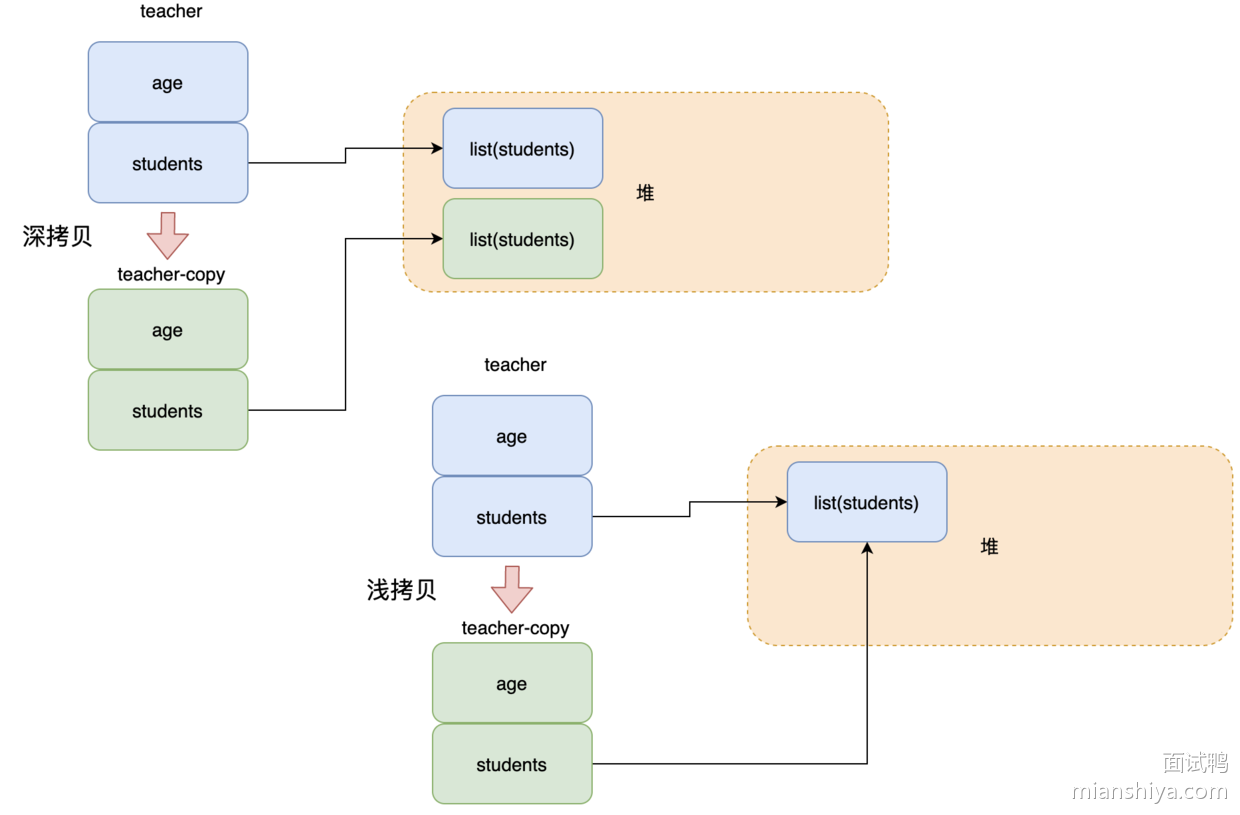 teacher
age
students
list(students)
list(students)
堆
深拷贝
teacher-copy
age
students
teacher
age
students
list(students)
堆
浅拷贝
teacher-copy
age
students
面试鸭
mianshiya.com